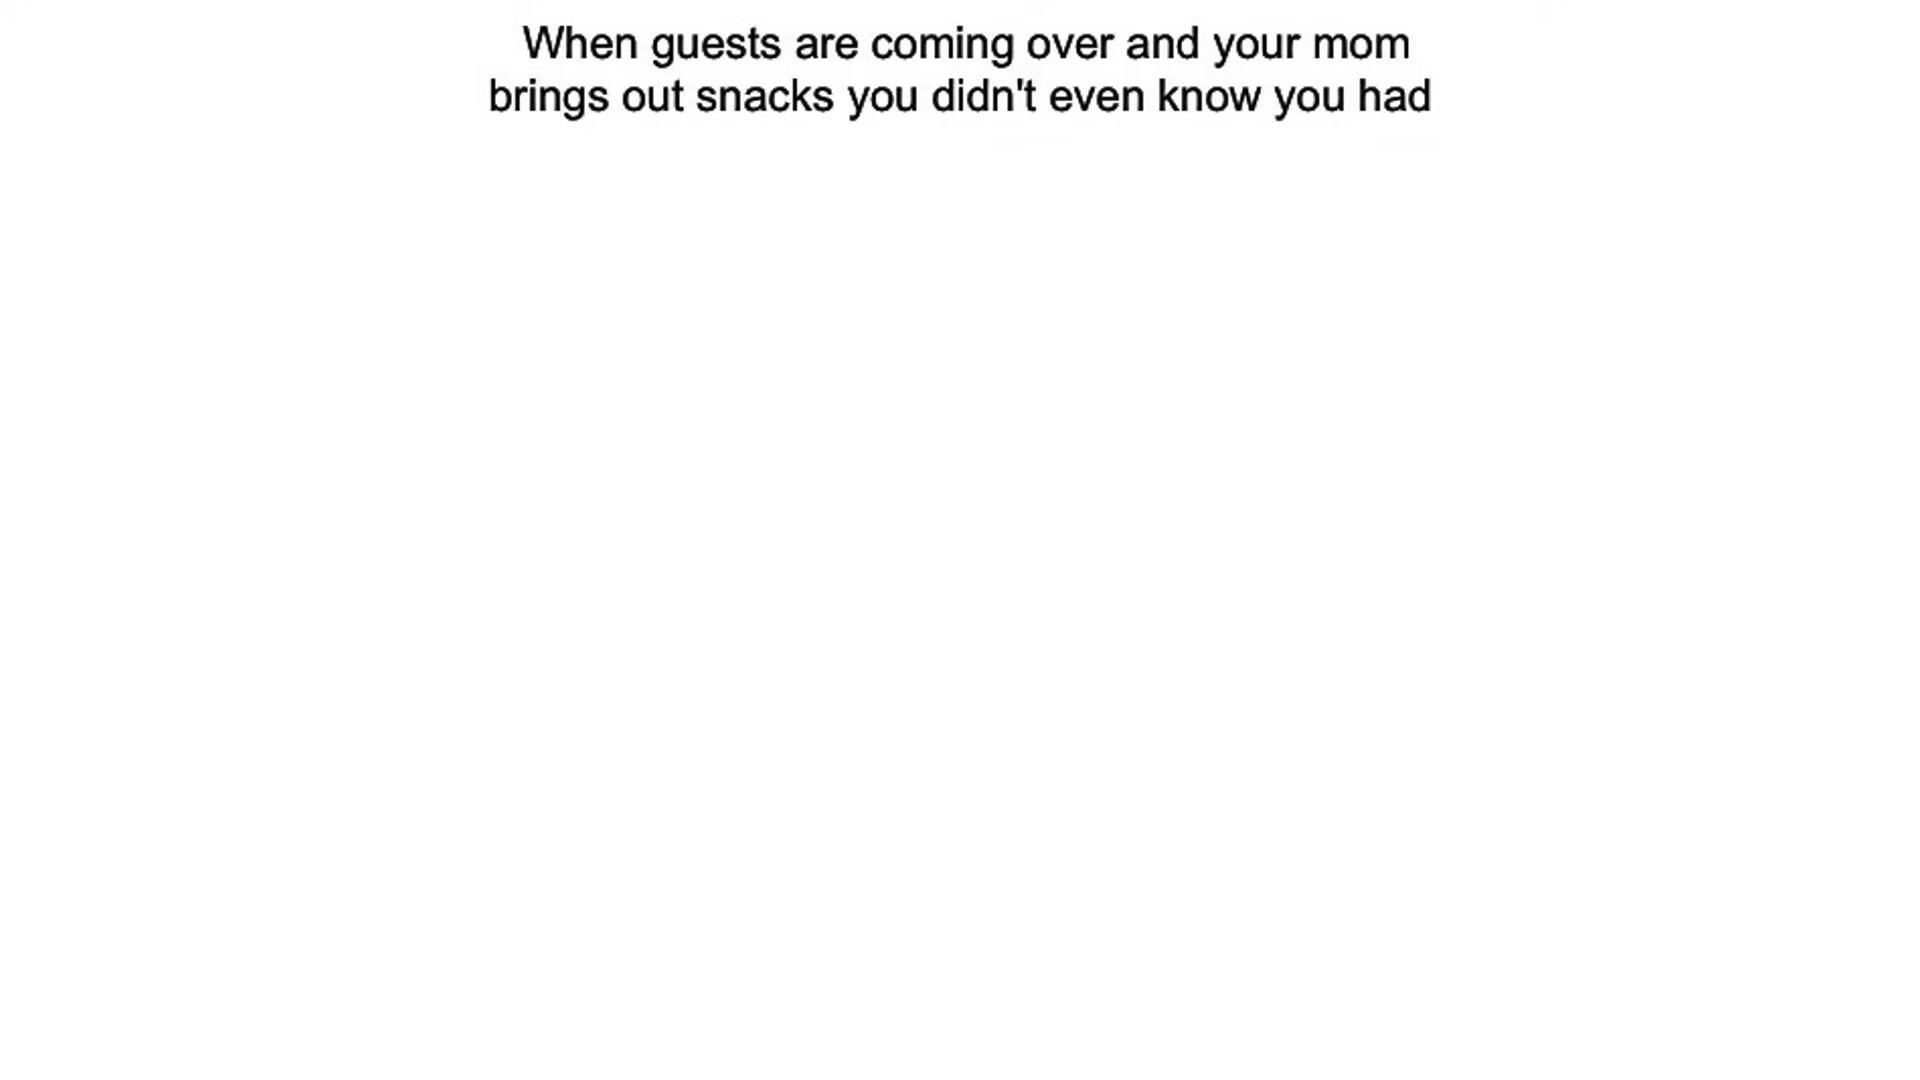 When guests are coming over and your mom
brings out snacks you didn't even know you had